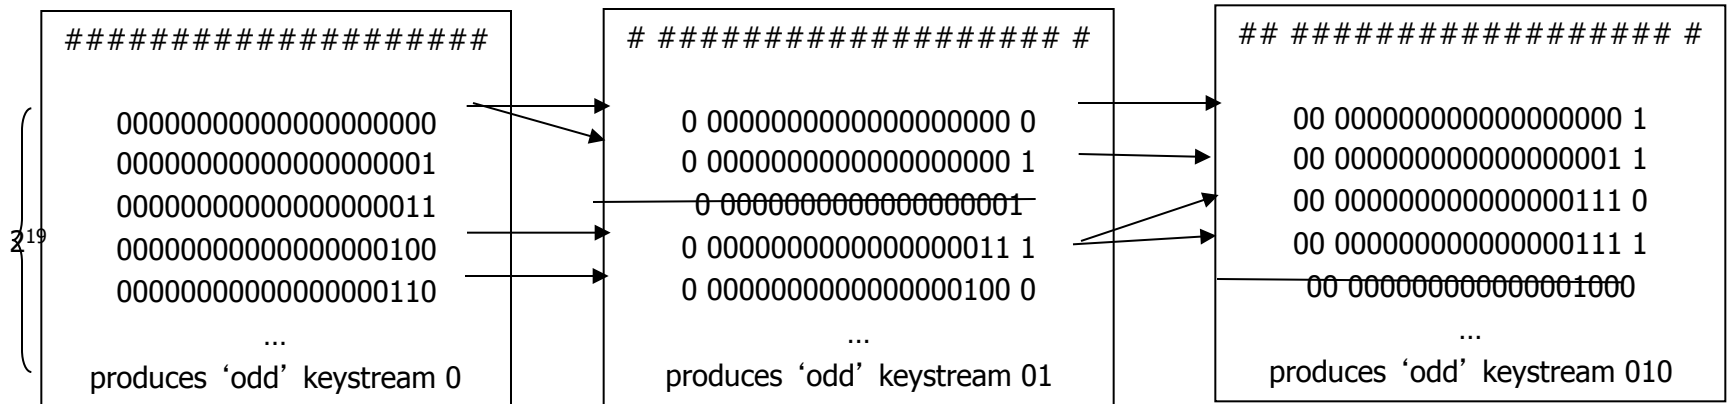 ####################
00000000000000000000
00000000000000000001
00000000000000000011
00000000000000000100
00000000000000000110
…
produces ‘odd’ keystream 0
2^19
# ################### #
0 0000000000000000000 0
0 0000000000000000000 1
0 0000000000000000001
0 0000000000000000011 1
0 0000000000000000100 0
…
produces ‘odd’ keystream 01
## ################## #
00 000000000000000000 1
00 000000000000000001 1
00 000000000000000111 0
00 000000000000000111 1
00 000000000000001000
…
produces ‘odd’ keystream 010